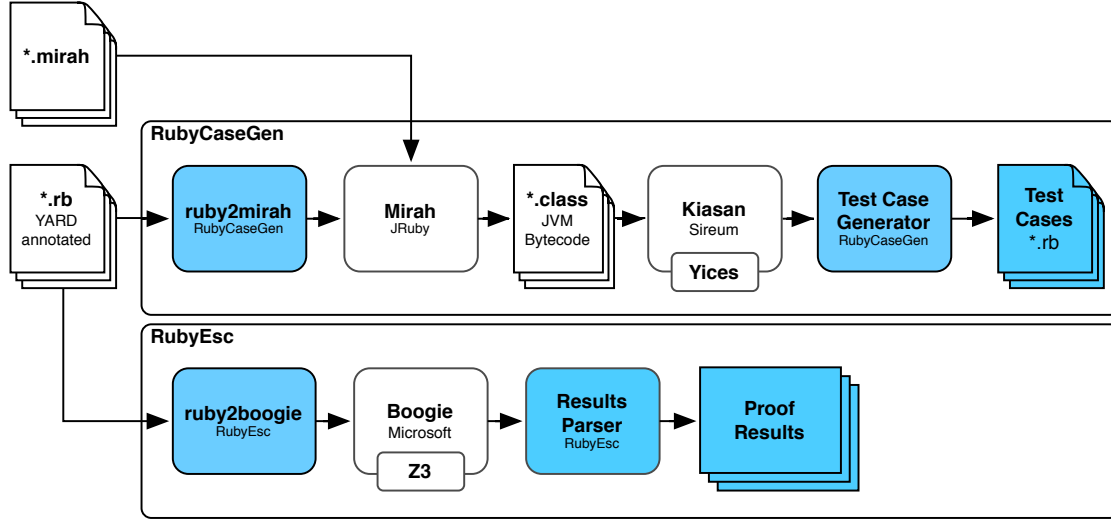 *.mirah
RubyCaseGen
*.rb
YARD
annotated
ruby2mirah
RubyCaseGen
Mirah
JRuby
*.class
JVM
Bytecode
Kiasan
Sireum
Yices
Test Case
Generator
RubyCaseGen
Test
Cases
*.rb
RubyEsc
ruby2boogie
RubyEsc
Boogie
Microsoft
Z3
Results
Parser
RubyEsc
Proof
Results